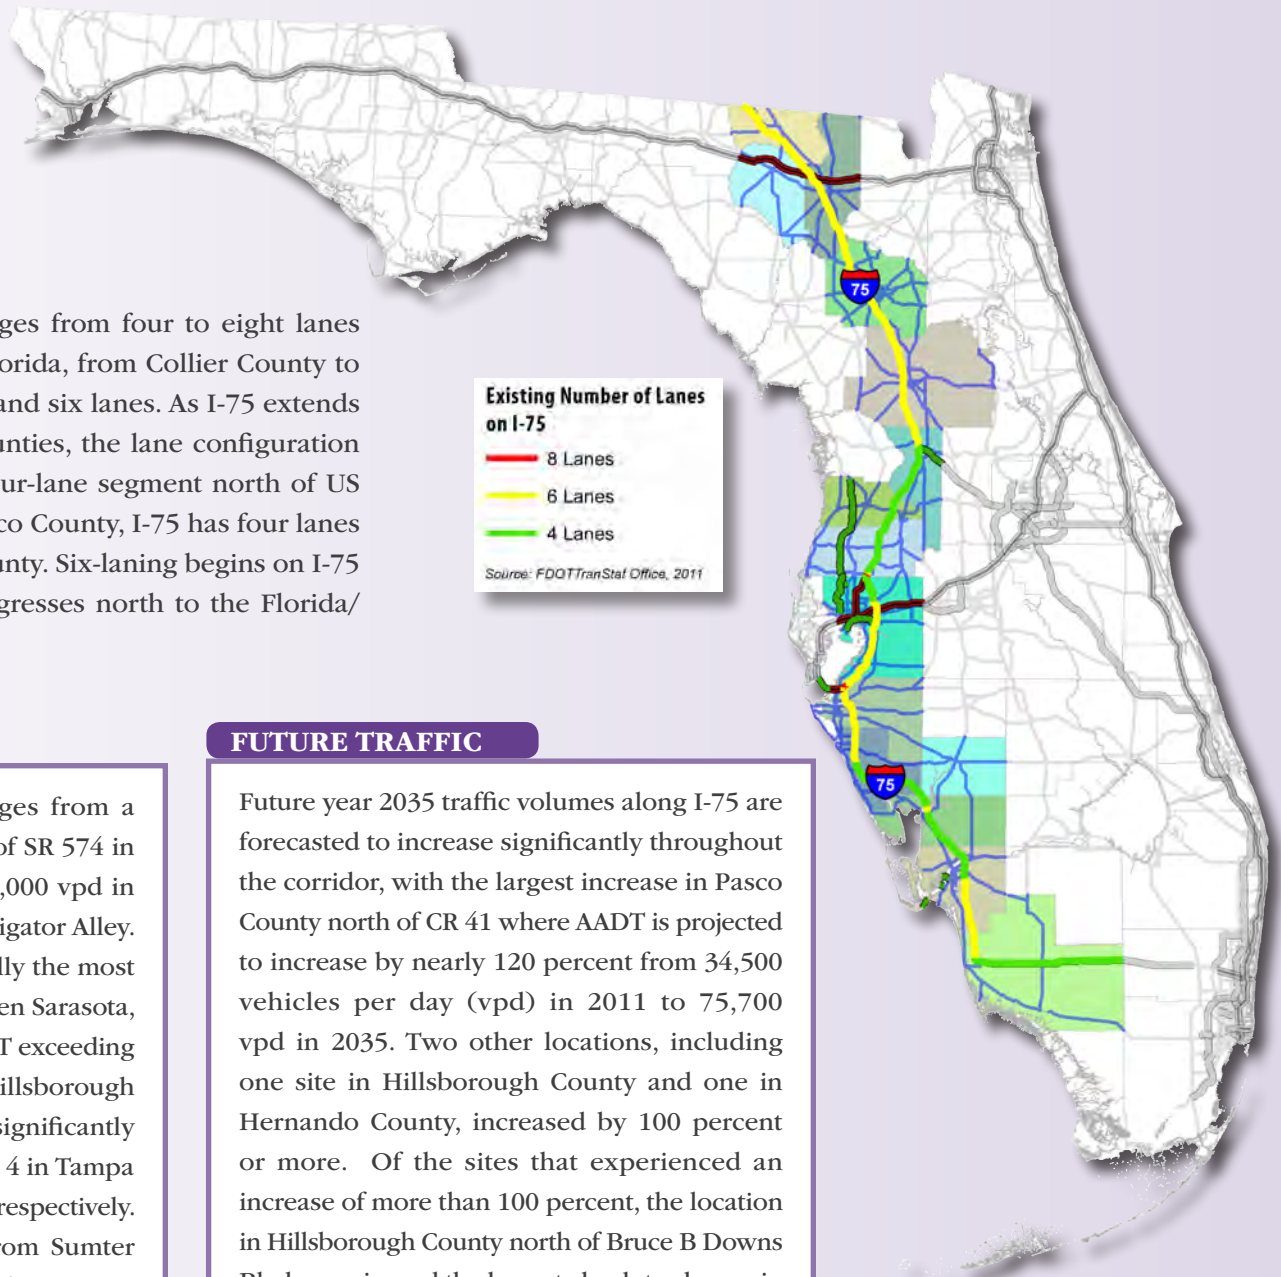 ges from four to eight lanes
orida, from Collier County to
and six lanes. As I-75 extends
unties, the lane configuration
ur-lane segment north of US
co County, I-75 has four lanes
unty. Six-laning begins on I-75
gresses north to the Florida/
Existing Number of Lanes
on I-75
8 Lanes
6 Lanes
4 Lanes
Source: FDOTTranStat Office, 2011
75
75
ges from a
of SR 574 in
,000 vpd in
igator Alley.
lly the most
en Sarasota,
T exceeding
illsborough
significantly
4 in Tampa
respectively.
rom Sumter
FUTURE TRAFFIC
Future year 2035 traffic volumes along I-75 are
forecasted to increase significantly throughout
the corridor, with the largest increase in Pasco
County north of CR 41 where AADT is projected
to increase by nearly 120 percent from 34,500
vehicles per day (vpd) in 2011 to 75,700
vpd in 2035. Two other locations, including
one site in Hillsborough County and one in
Hernando County, increased by 100 percent
or more. Of the sites that experienced an
increase of more than 100 percent, the location
in Hillsborough County north of Bruce B Downs